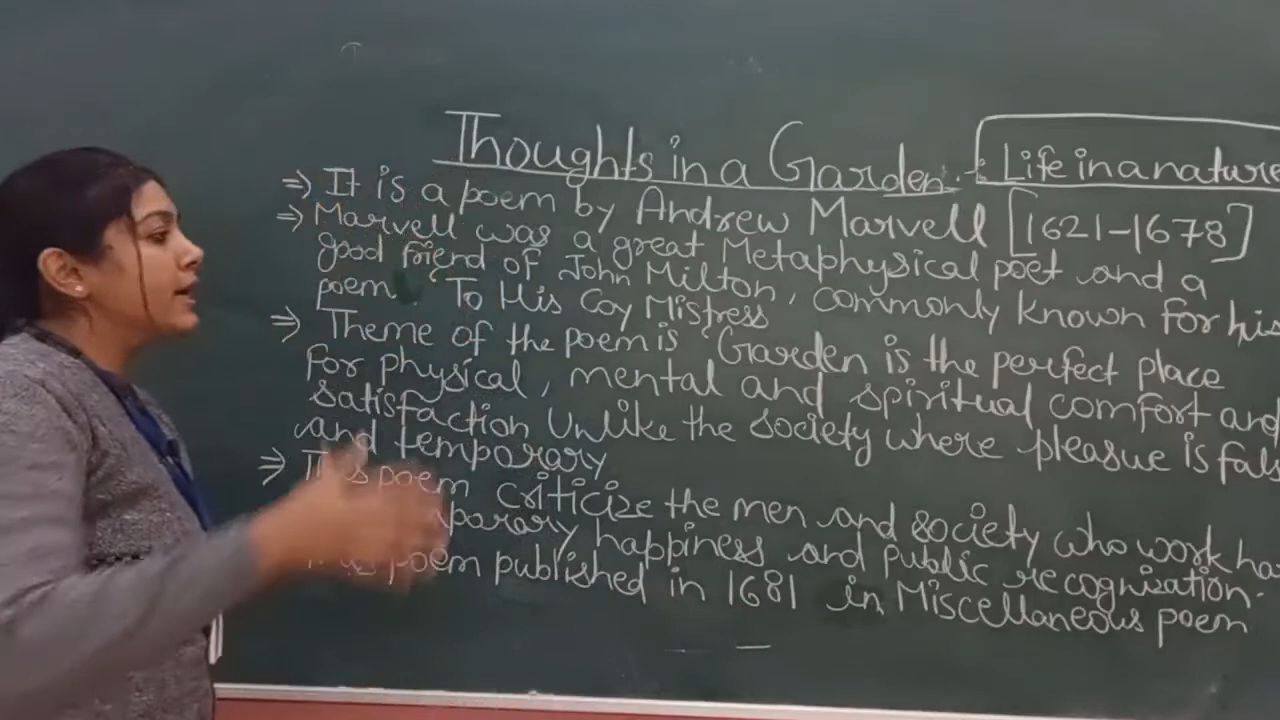 Thoughts in a Garden : Life in a nature
⇒ It is a poem by Andrew Marvell [1621-1678]
⇒ Marvell was a great Metaphysical poet and a
good friend of John Milton, commonly known for his
poem. "To His Coy Mistress
⇒ Theme of the poem is "Garden is the perfect place
for physical, mental and spiritual comfort and
satisfaction Unlike the society where pleasue is
and temporary
⇒ poem criticize the men and society who work
happiness and public recognization.
poem published in 1681 in Miscellaneous poem